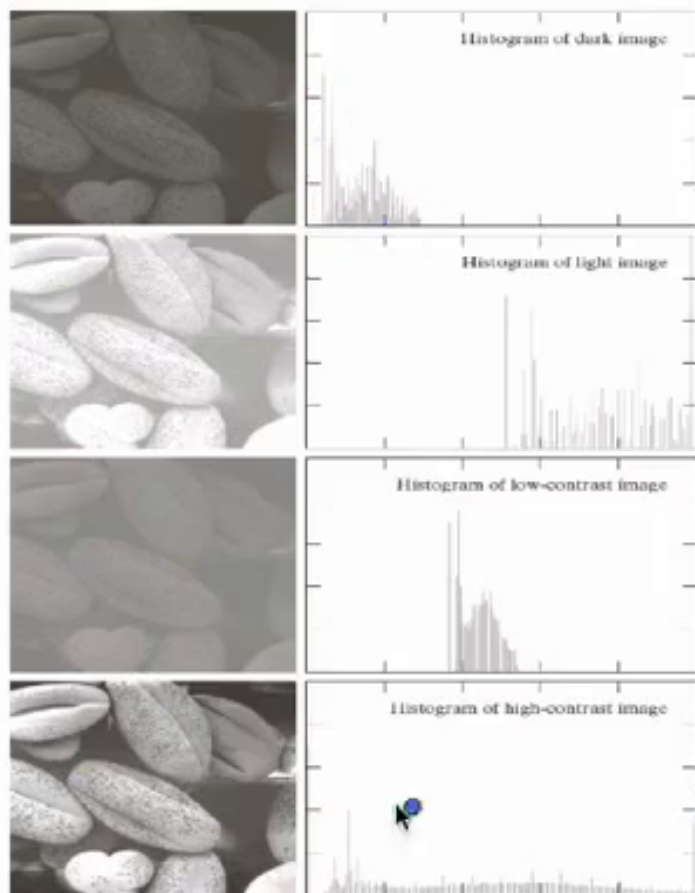 Histogram of dark image
Histogram of light image
Histogram of low-contrast image
Histogram of high-contrast image